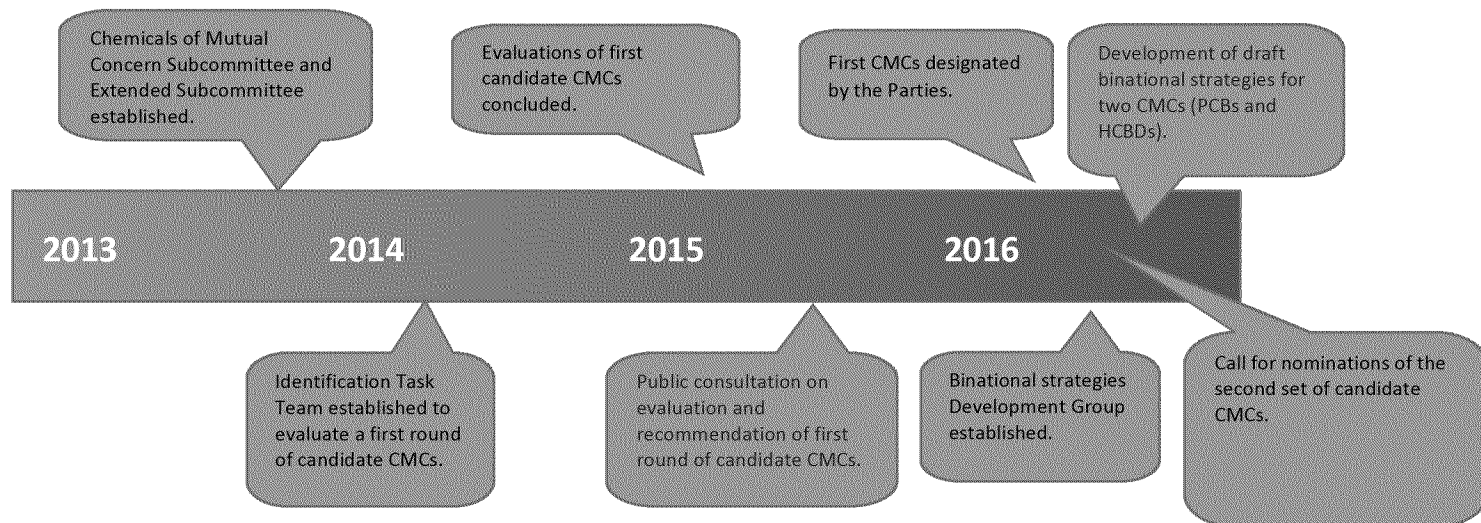 Chemicals of Mutual
Concern Subcommittee and
Extended Subcommittee
established.
Evaluations of first
candidate CMCs
concluded.
First CMCs designated
by the Parties.
Development of draft
binational strategies for
two CMCs (PCBs and
HCBDs).
2013
2014
2015
2016
Identification Task
Team established to
evaluate a first round
of candidate CMCs.
Public consultation on
evaluation and
recommendation of first
round of candidate CMCs.
Binational strategies
Development Group
established.
Call for nominations of the
second set of candidate
CMCs.